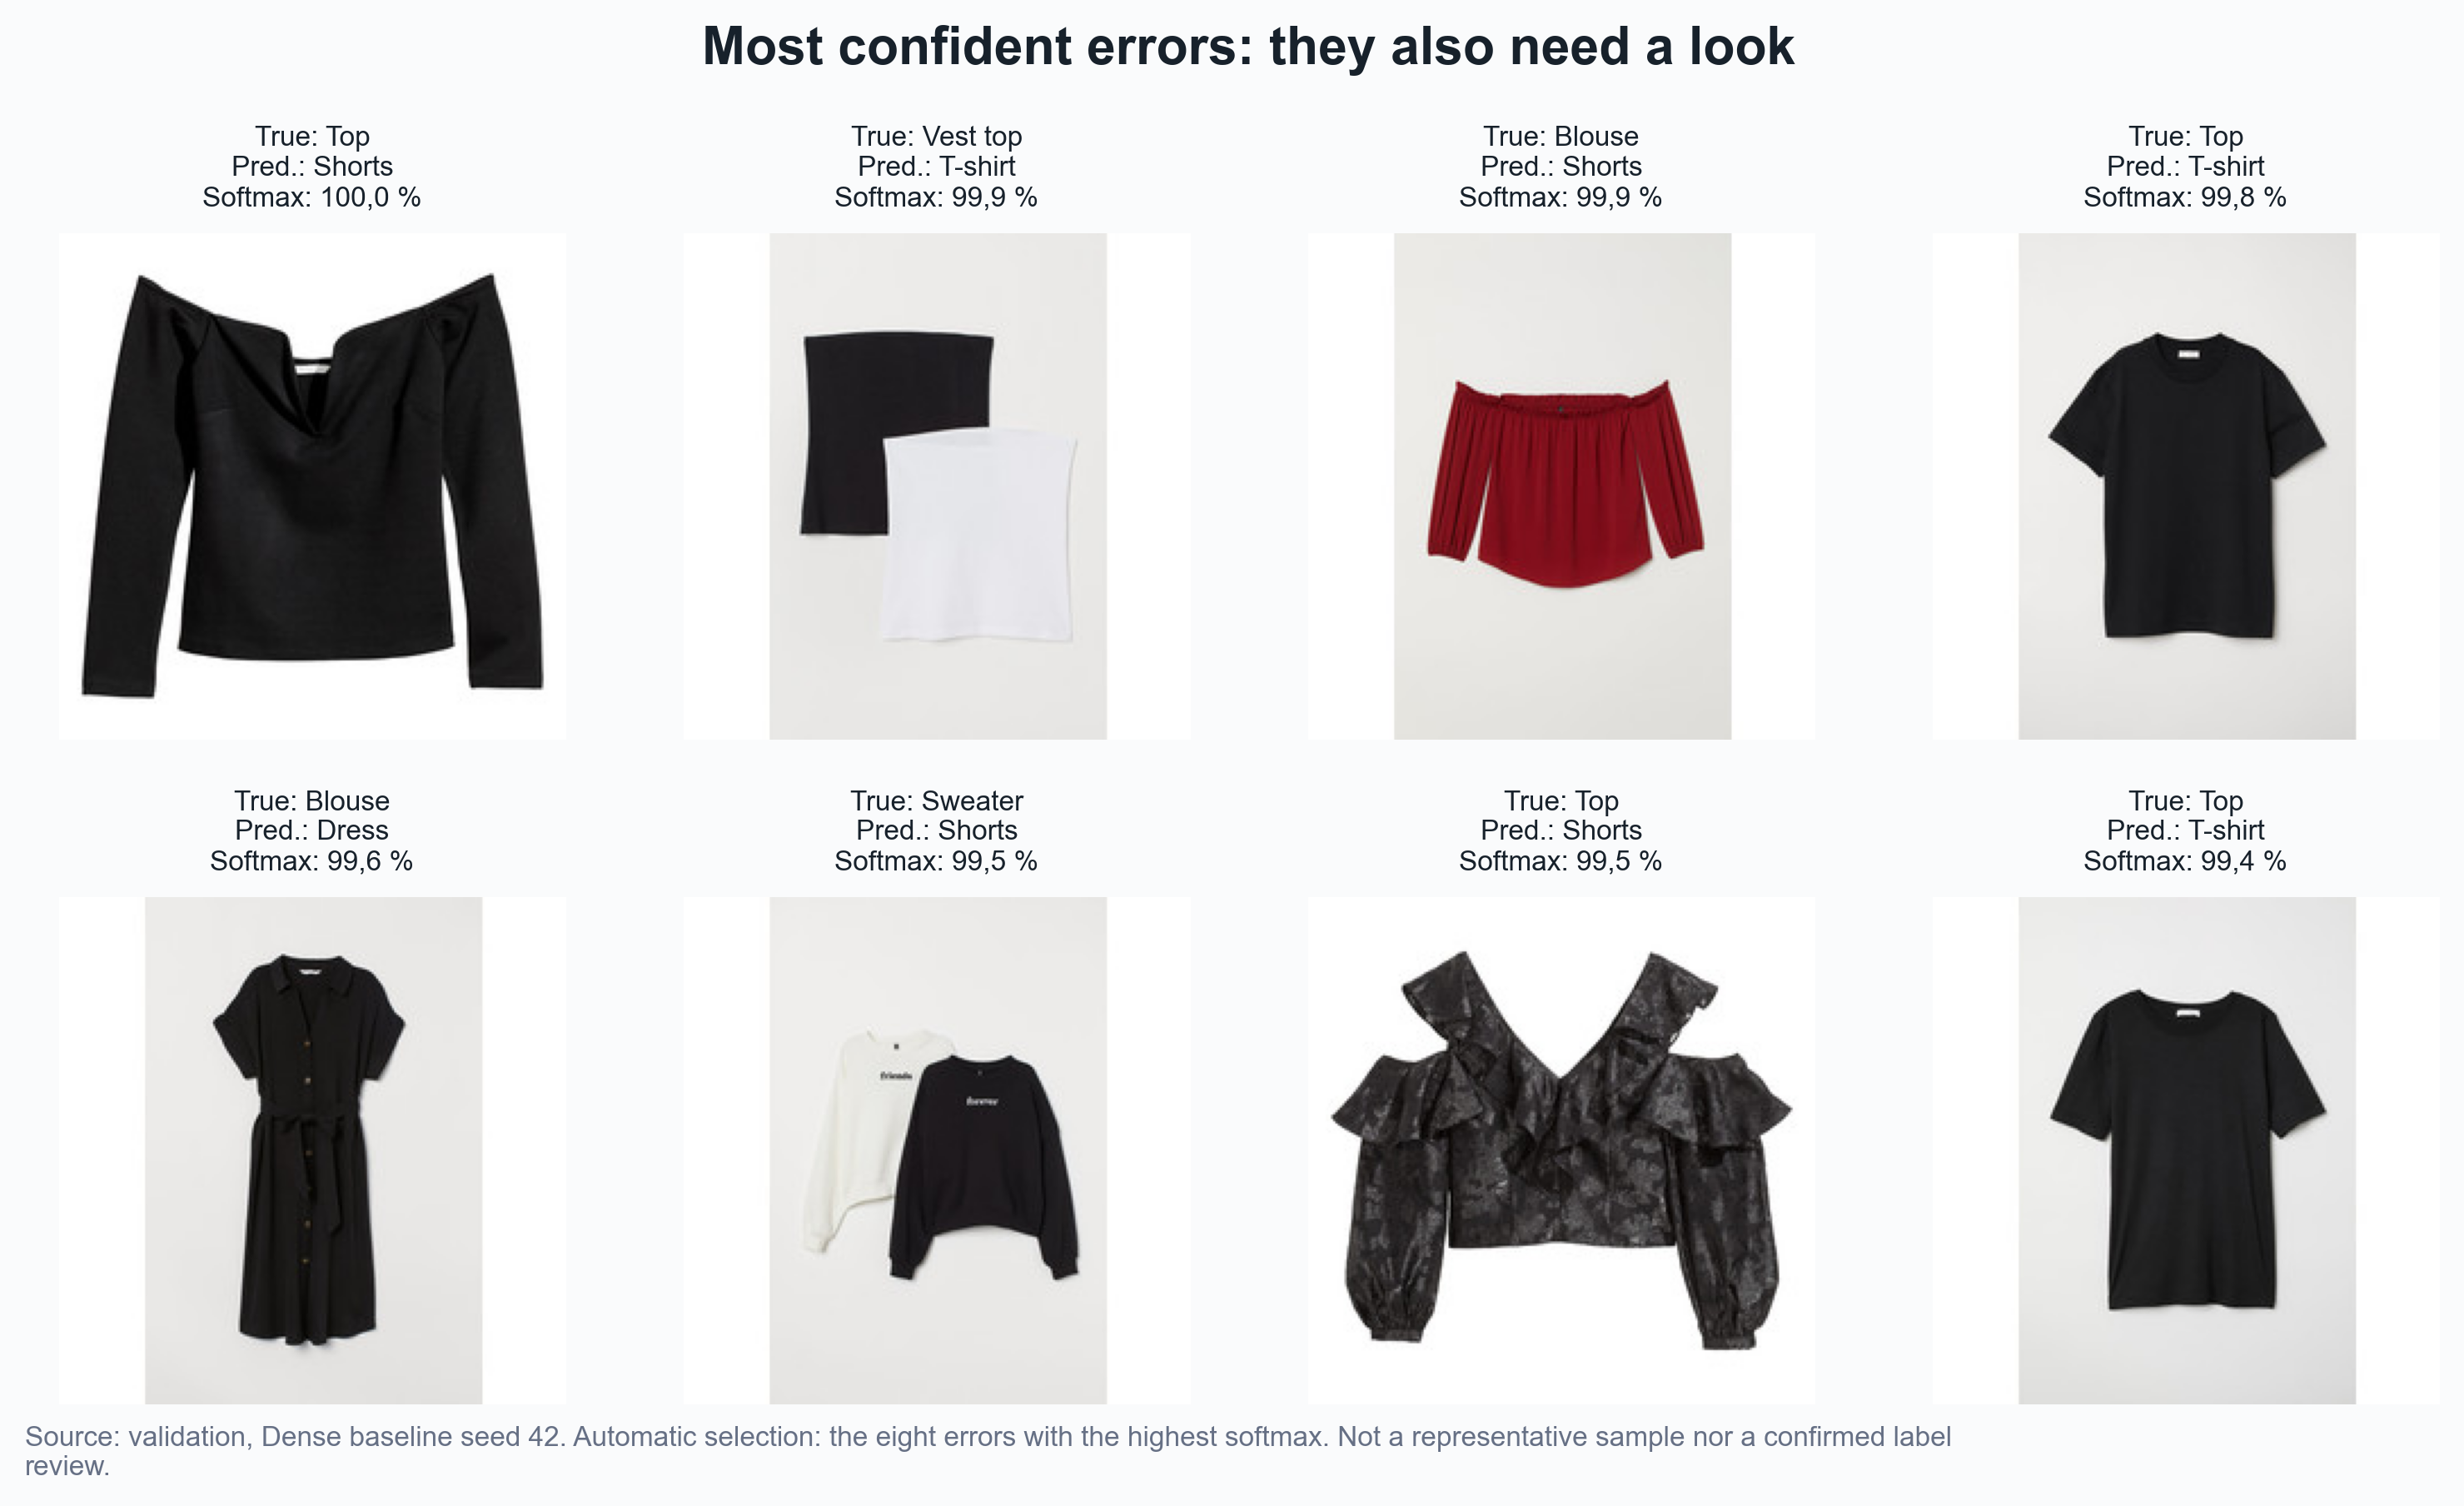 Most confident errors: they also need a look
True: Top
Pred.: Shorts
Softmax: 100,0 %
True: Vest top
Pred.: T-shirt
Softmax: 99,9 %
True: Blouse
Pred.: Shorts
Softmax: 99,9 %
True: Top
Pred.: T-shirt
Softmax: 99,8 %
True: Blouse
Pred.: Dress
Softmax: 99,6 %
True: Sweater
Pred.: Shorts
Softmax: 99,5 %
friends
forever
True: Top
Pred.: Shorts
Softmax: 99,5 %
True: Top
Pred.: T-shirt
Softmax: 99,4 %
Source: validation, Dense baseline seed 42. Automatic selection: the eight errors with the highest softmax. Not a representative sample nor a confirmed label
review.